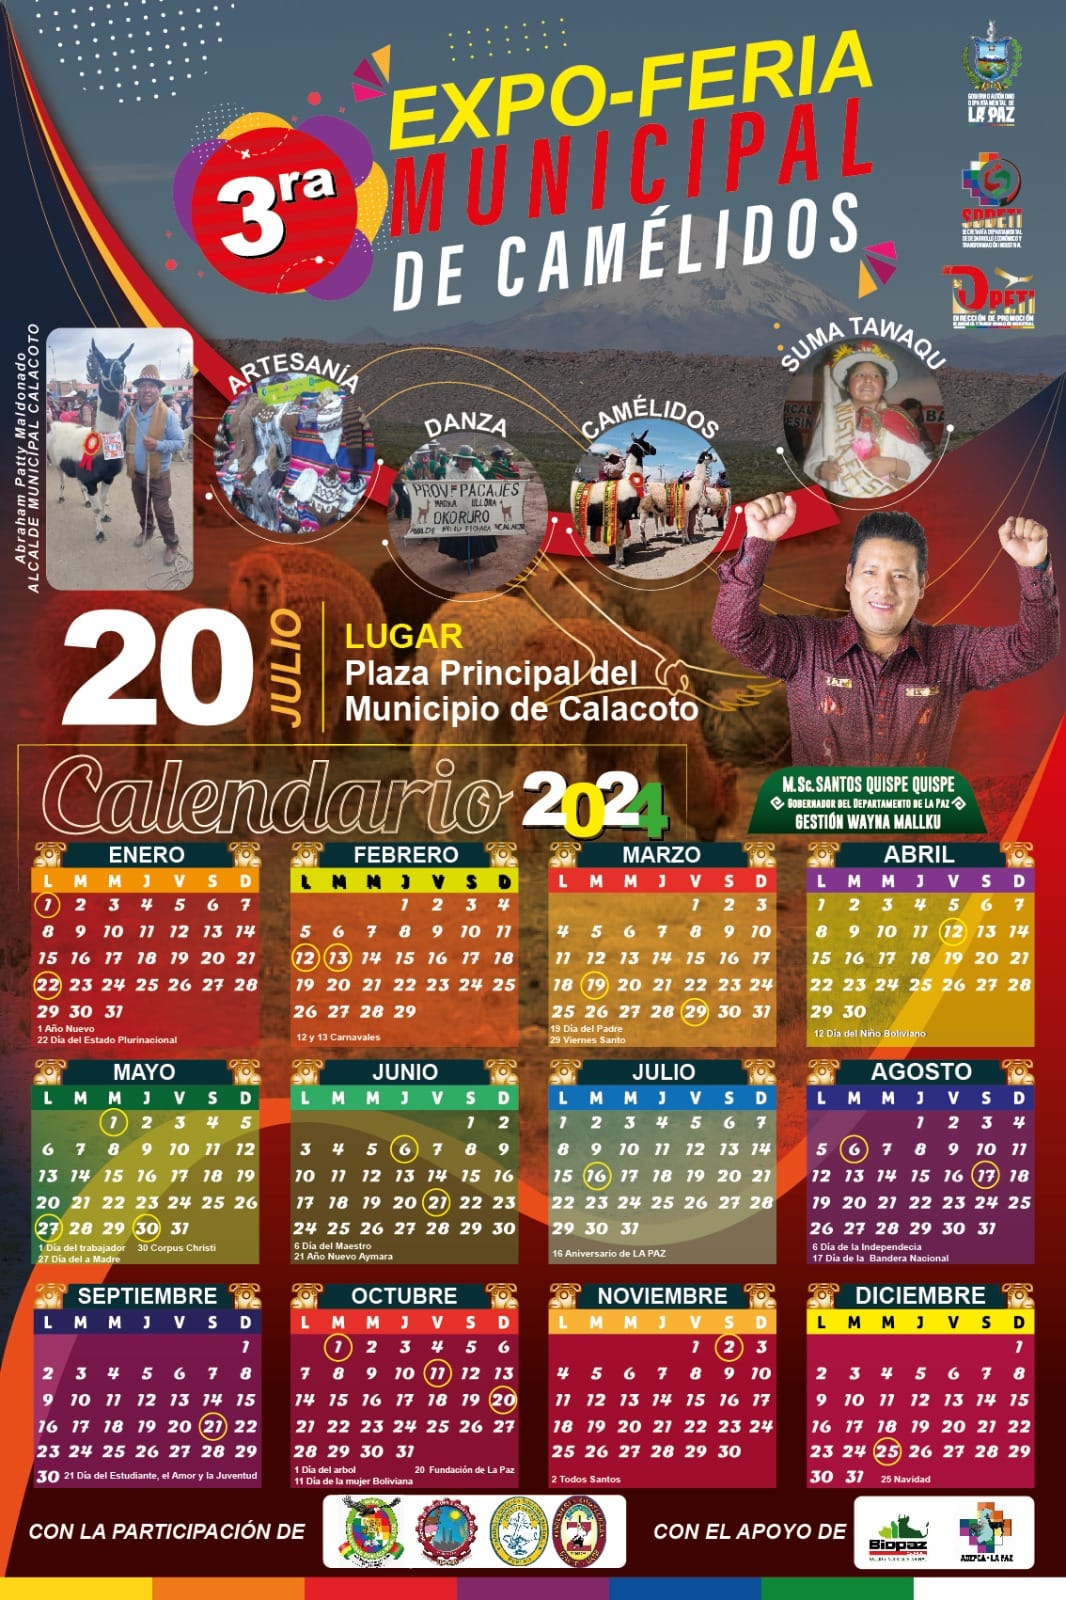 EXPO-FERIA
3ra
MUNICIPAL
DE CAMÉLIDOS
GOBIERNO AUTÓNOMO
DEPARTAMENTAL DE
LA PAZ
SDDETI
SECRETARÍA DEPARTAMENTAL
DE DESARROLLO ECONÓMICO Y
TRANSFORMACIÓN INDUSTRIAL
DPETI
DIRECCIÓN DE PROMOCIÓN
Abraham Patty Maldonado
ALCALDE MUNICIPAL CALACOTO
ARTESANÍA
DANZA
CAMÉLIDOS
SUMA TAWAQU
PROV. PACAJES
OKORURO
20
JULIO
LUGAR
Plaza Principal del
Municipio de Calacoto
M.Sc. SANTOS QUISPE QUISPE
GOBERNADOR DEL DEPARTAMENTO DE LA PAZ
GESTIÓN WAYNA MALLKU
Calendario 2024
ENERO
L M M J V S D
1 2 3 4 5 6 7
8 9 10 11 12 13 14
15 16 17 18 19 20 21
22 23 24 25 26 27 28
29 30 31
1 Año Nuevo
22 Día del Estado Plurinacional
FEBRERO
L M M J V S D
1 2 3 4
5 6 7 8 9 10 11
12 13 14 15 16 17 18
19 20 21 22 23 24 25
26 27 28 29
12 y 13 Carnavales
MARZO
L M M J V S D
1 2 3
4 5 6 7 8 9 10
11 12 13 14 15 16 17
18 19 20 21 22 23 24
25 26 27 28 29 30 31
19 Día del Padre
29 Viernes Santo
ABRIL
L M M J V S D
1 2 3 4 5 6 7
8 9 10 11 12 13 14
15 16 17 18 19 20 21
22 23 24 25 26 27 28
29 30
12 Día del Niño Boliviano
MAYO
L M M J V S D
1 2 3 4 5
6 7 8 9 10 11 12
13 14 15 16 17 18 19
20 21 22 23 24 25 26
27 28 29 30 31
1 Día del trabajador 30 Corpus Christi
27 Día del a Madre
JUNIO
L M M J V S D
1 2
3 4 5 6 7 8 9
10 11 12 13 14 15 16
17 18 19 20 21 22 23
24 25 26 27 28 29 30
6 Día del Maestro
21 Año Nuevo Aymara
JULIO
L M M J V S D
1 2 3 4 5 6 7
8 9 10 11 12 13 14
15 16 17 18 19 20 21
22 23 24 25 26 27 28
29 30 31
16 Aniversario de LA PAZ
AGOSTO
L M M J V S D
1 2 3 4
5 6 7 8 9 10 11
12 13 14 15 16 17 18
19 20 21 22 23 24 25
26 27 28 29 30 31
6 Día de la Independecia
17 Día de la Bandera Nacional
SEPTIEMBRE
L M M J V S D
1
2 3 4 5 6 7 8
9 10 11 12 13 14 15
16 17 18 19 20 21 22
23 24 25 26 27 28 29
30 21 Día del Estudiante, el Amor y la Juventud
OCTUBRE
L M M J V S D
1 2 3 4 5 6
7 8 9 10 11 12 13
14 15 16 17 18 19 20
21 22 23 24 25 26 27
28 29 30 31
1 Día del arbol 20 Fundación de La Paz
11 Día de la mujer Boliviana
NOVIEMBRE
L M M J V S D
1 2 3
4 5 6 7 8 9 10
11 12 13 14 15 16 17
18 19 20 21 22 23 24
25 26 27 28 29 30
2 Todos Santos
DICIEMBRE
L M M J V S D
1
2 3 4 5 6 7 8
9 10 11 12 13 14 15
16 17 18 19 20 21 22
23 24 25 26 27 28 29
30 31 25 Navidad
CON LA PARTICIPACIÓN DE
CON EL APOYO DE
Biopaz
ADEPCA - LA PAZ